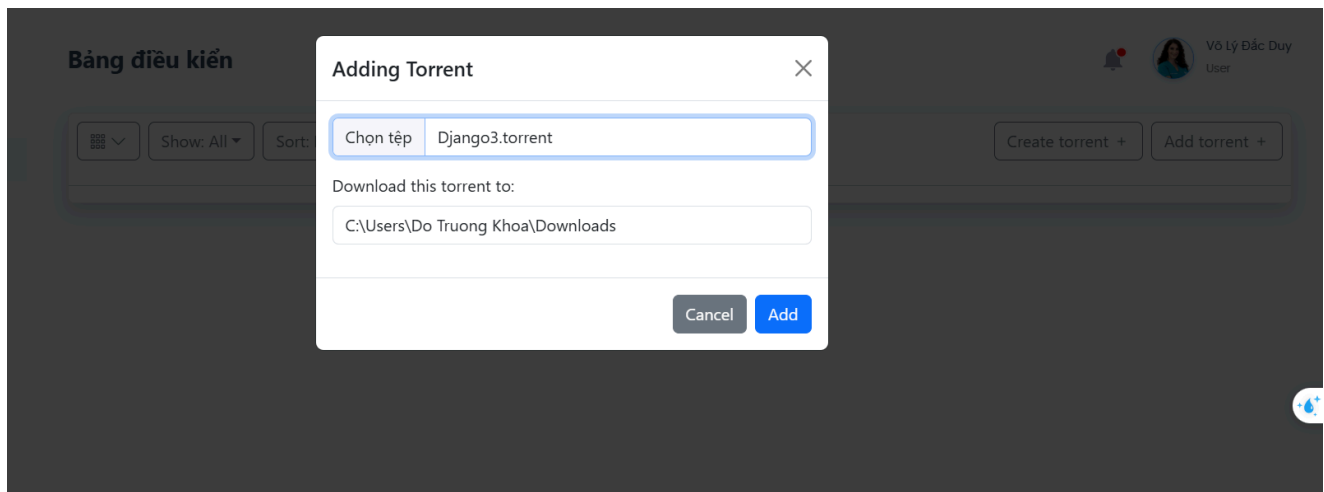 Bảng điều kiển
Võ Lý Đắc Duy
User
Show: All
Sort:
Create torrent +
Add torrent +
Adding Torrent
Chọn tệp
Django3.torrent
Download this torrent to:
C:\Users\Do Truong Khoa\Downloads
Cancel
Add